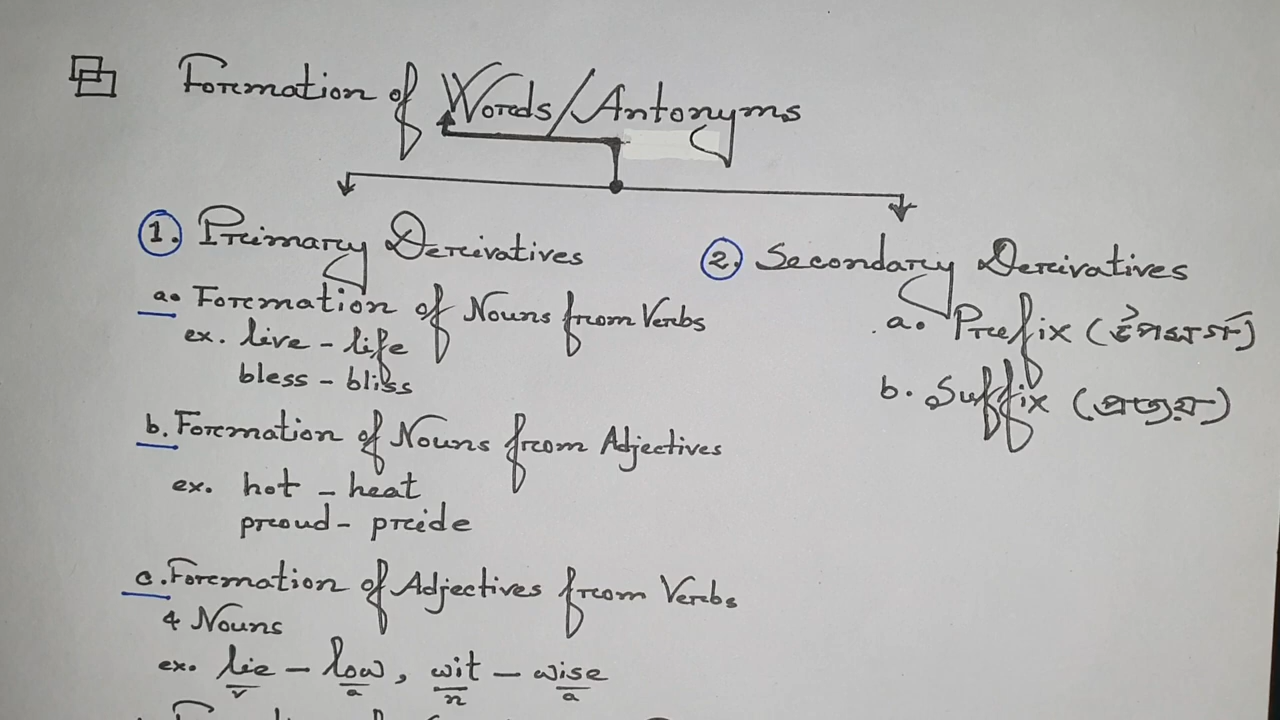 Formation of Words/Antonyms
1. Primary Derivatives
a. Formation of Nouns from Verbs
ex. live - life
bless - bliss
b. Formation of Nouns from Adjectives
ex. hot - heat
proud - pride
c. Formation of Adjectives from Verbs
& Nouns
ex. lie - low, wit - wise
v a n a
2. Secondary Derivatives
a. Prefix (উপসর্গ)
b. Suffix (প্রত্যয়)